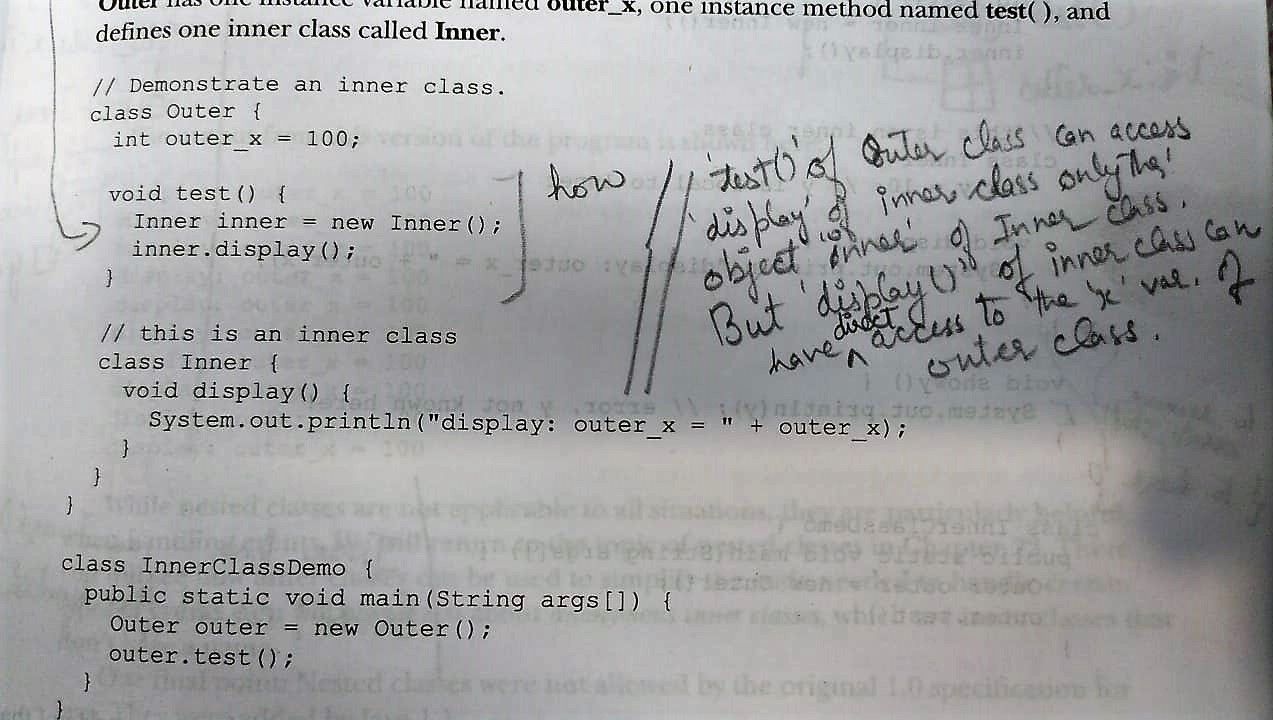 Outer has one instance variable named outer_x, one instance method named test( ), and
defines one inner class called Inner.
// Demonstrate an inner class.
class Outer {
int outer_x = 100;
void test() {
Inner inner = new Inner();
inner.display();
}
// this is an inner class
class Inner {
void display() {
System.out.println("display: outer_x = " + outer_x);
}
}
}
class InnerClassDemo {
public static void main(String args[]) {
Outer outer = new Outer();
outer.test();
}
}
how
'test()' of Outer class can access
'display' of inner class only thr!
object 'inner' of Inner class.
But 'display()' of inner class can
have direct access to the 'x' var. of
outer class.